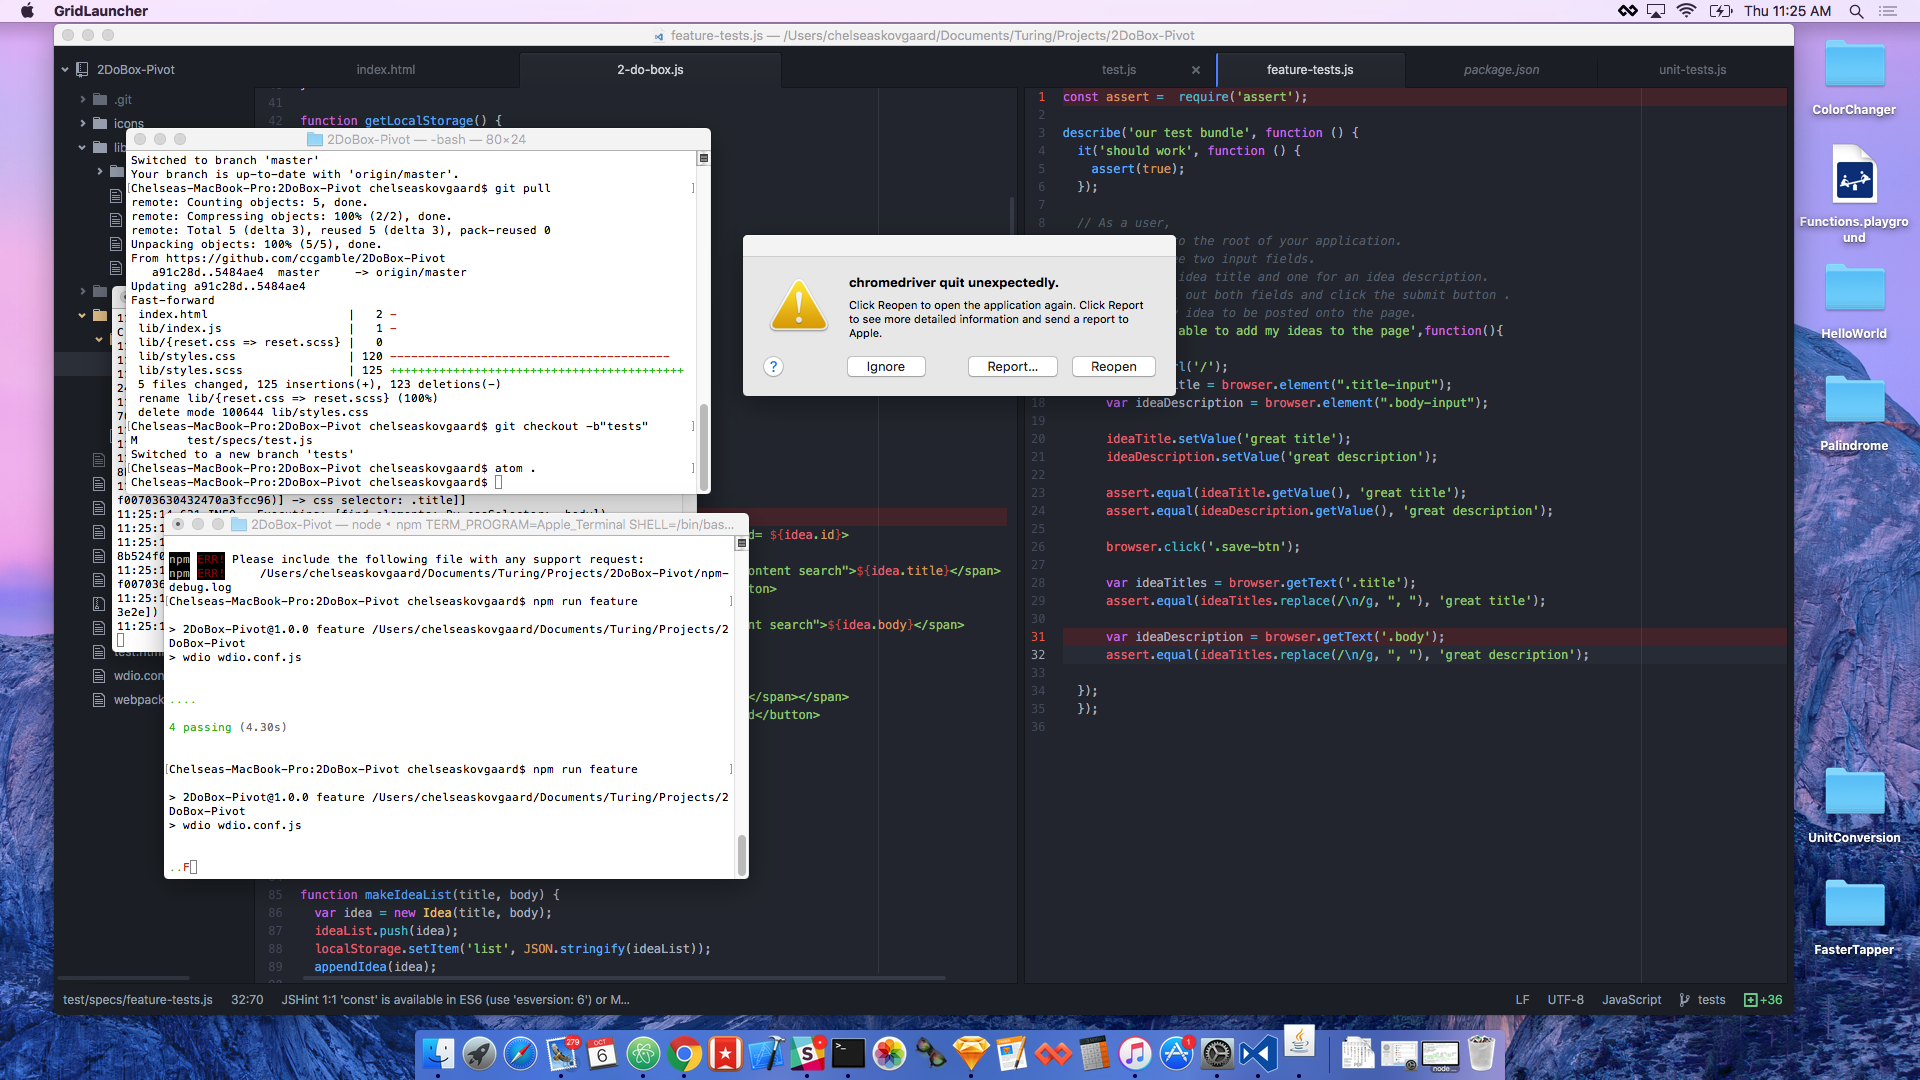 GridLauncher
Thu 11:25 AM
feature-tests.js — /Users/chelseaskovgaard/Documents/Turing/Projects/2DoBox-Pivot
2DoBox-Pivot
index.html
2-do-box.js
test.js
feature-tests.js
package.json
unit-tests.js
.git
icons
lib
wdio.con
webpack
41
42 function getLocalStorage() {
2DoBox-Pivot — -bash — 80×24
Switched to branch 'master'
Your branch is up-to-date with 'origin/master'.
[Chelseas-MacBook-Pro:2DoBox-Pivot chelseaskovgaard$ git pull ]
remote: Counting objects: 5, done.
remote: Compressing objects: 100% (2/2), done.
remote: Total 5 (delta 3), reused 5 (delta 3), pack-reused 0
Unpacking objects: 100% (5/5), done.
From https://github.com/ccgamble/2DoBox-Pivot
a91c28d..5484ae4  master     -> origin/master
Updating a91c28d..5484ae4
Fast-forward
index.html | 2 -
lib/index.js | 1 -
lib/{reset.css => reset.scss} | 0
lib/styles.css | 120 ----------------------------------------
lib/styles.scss | 125 ++++++++++++++++++++++++++++++++++++++++++
5 files changed, 125 insertions(+), 123 deletions(-)
rename lib/{reset.css => reset.scss} (100%)
delete mode 100644 lib/styles.css
[Chelseas-MacBook-Pro:2DoBox-Pivot chelseaskovgaard$ git checkout -b"tests" ]
M       test/specs/test.js
Switched to a new branch 'tests'
[Chelseas-MacBook-Pro:2DoBox-Pivot chelseaskovgaard$ atom . ]
Chelseas-MacBook-Pro:2DoBox-Pivot chelseaskovgaard$
f00703630432470a3fcc96)] -> css selector: .title]]
8b524f0
11:25:1
f007036
11:25:1
3e2e])
11:25:1
2DoBox-Pivot — node • npm TERM_PROGRAM=Apple_Terminal SHELL=/bin/bas...
npm ERR! Please include the following file with any support request:
npm ERR!     /Users/chelseaskovgaard/Documents/Turing/Projects/2DoBox-Pivot/npm-
debug.log
[Chelseas-MacBook-Pro:2DoBox-Pivot chelseaskovgaard$ npm run feature ]
> 2DoBox-Pivot@1.0.0 feature /Users/chelseaskovgaard/Documents/Turing/Projects/2
DoBox-Pivot
> wdio wdio.conf.js
....
4 passing (4.30s)
[Chelseas-MacBook-Pro:2DoBox-Pivot chelseaskovgaard$ npm run feature ]
> 2DoBox-Pivot@1.0.0 feature /Users/chelseaskovgaard/Documents/Turing/Projects/2
DoBox-Pivot
> wdio wdio.conf.js
..F
d= ${idea.id}>
ontent search">${idea.title}</span>
ton>
nt search">${idea.body}</span>
</span></span>
d</button>
85 function makeIdeaList(title, body) {
86 var idea = new Idea(title, body);
87 ideaList.push(idea);
88 localStorage.setItem('list', JSON.stringify(ideaList));
89 appendIdea(idea);
chromedriver quit unexpectedly.
Click Reopen to open the application again. Click Report
to see more detailed information and send a report to
Apple.
?
Ignore
Report...
Reopen
1 const assert =  require('assert');
2
3 describe('our test bundle', function () {
4 it('should work', function () {
5 assert(true);
6 });
7
8 // As a user,
to the root of your application.
two input fields.
idea title and one for an idea description.
out both fields and click the submit button .
idea to be posted onto the page.
able to add my ideas to the page',function(){
rl('/');
tle = browser.element(".title-input");
18 var ideaDescription = browser.element(".body-input");
19
20 ideaTitle.setValue('great title');
21 ideaDescription.setValue('great description');
22
23 assert.equal(ideaTitle.getValue(), 'great title');
24 assert.equal(ideaDescription.getValue(), 'great description');
25
26 browser.click('.save-btn');
27
28 var ideaTitles = browser.getText('.title');
29 assert.equal(ideaTitles.replace(/\n/g, ", "), 'great title');
30
31 var ideaDescription = browser.getText('.body');
32 assert.equal(ideaTitles.replace(/\n/g, ", "), 'great description');
33
34 });
35 });
36
test/specs/feature-tests.js
32:70
JSHint 1:1 'const' is available in ES6 (use 'esversion: 6') or M...
LF
UTF-8
JavaScript
tests
+36
ColorChanger
Functions.playgro
und
HelloWorld
Palindrome
UnitConversion
FasterTapper
279
OCT
6
1